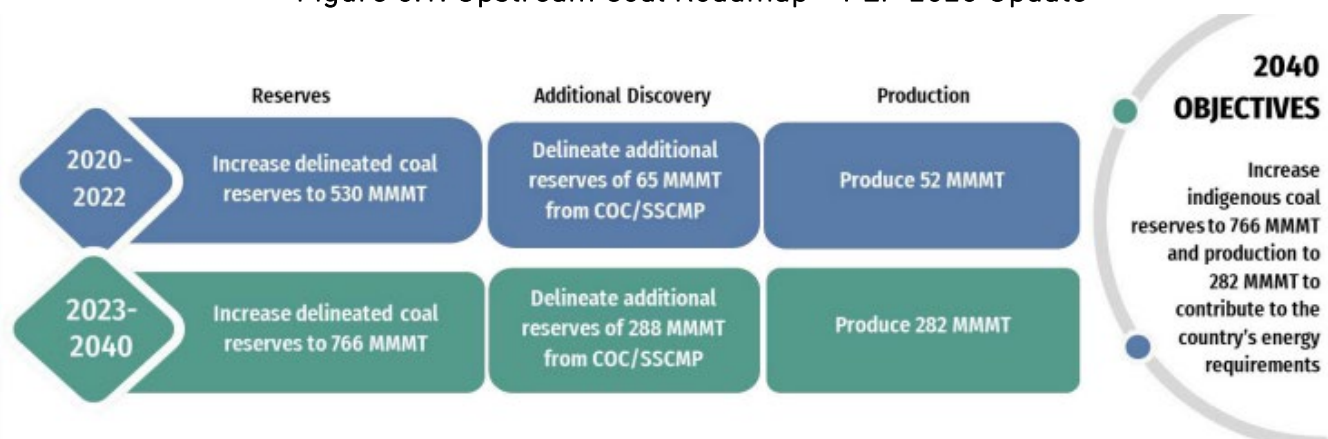 Reserves
Additional Discovery
Production
2020-
2022
Increase delineated coal
reserves to 530 MMMT
Delineate additional
reserves of 65 MMMT
from COC/SSCMP
Produce 52 MMMT
2023-
2040
Increase delineated coal
reserves to 766 MMMT
Delineate additional
reserves of 288 MMMT
from COC/SSCMP
Produce 282 MMMT
2040
OBJECTIVES
Increase
indigenous coal
reserves to 766 MMMT
and production to
282 MMMT to
contribute to the
country's energy
requirements